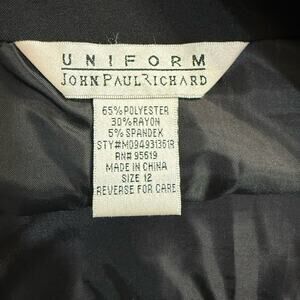 UNIFORM
JOHN PAUL RICHARD
65% POLYESTER
30% RAYON
5% SPANDEX
STY#M094931361R
RN# 95619
MADE IN CHINA
SIZE 12
REVERSE FOR CARE